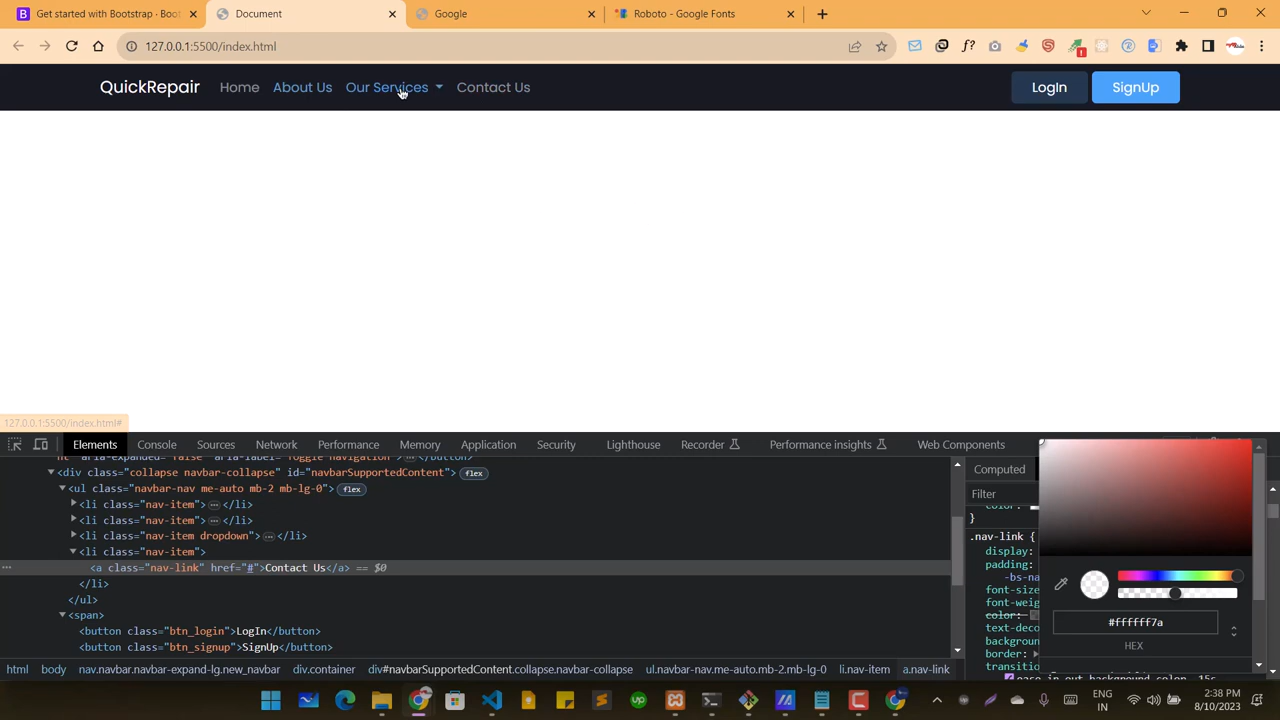 Get started with Bootstrap · Boot
Document
Google
Roboto - Google Fonts
127.0.0.1:5500/index.html
QuickRepair Home About Us Our Services Contact Us LogIn SignUp
127.0.0.1:5500/index.html#
Elements Console Sources Network Performance Memory Application Security Lighthouse Recorder Performance insights Web Components
<div class="collapse navbar-collapse" id="navbarSupportedContent"> flex
<ul class="navbar-nav me-auto mb-2 mb-lg-0"> flex
<li class="nav-item"> … </li>
<li class="nav-item"> … </li>
<li class="nav-item dropdown"> … </li>
<li class="nav-item">
<a class="nav-link" href="#">Contact Us</a> == $0
</li>
</ul>
<span>
<button class="btn_login">LogIn</button>
<button class="btn_signup">SignUp</button>
html body nav.navbar.navbar-expand-lg.new_navbar div.container div#navbarSupportedContent.collapse.navbar-collapse ul.navbar-nav.me-auto.mb-2.mb-lg-0 li.nav-item a.nav-link
Computed
Filter
}
.nav-link {
display:
padding:
-bs-na
font-size
font-weig
color:
text-deco
background
border:
transition
#ffffff7a
HEX
ENG
IN
2:38 PM
8/10/2023